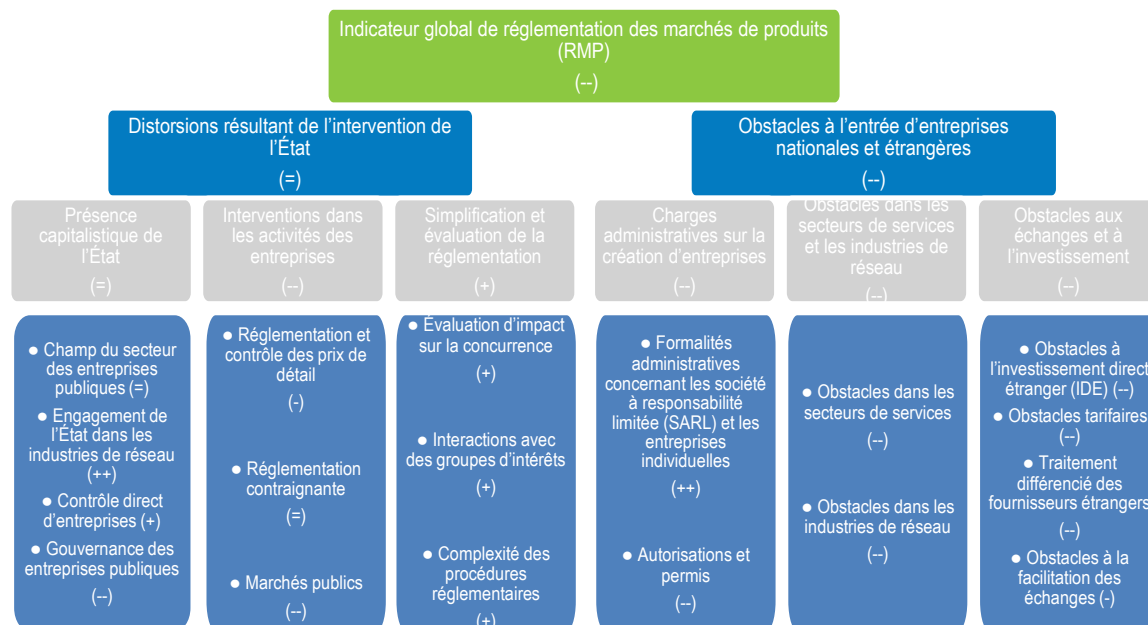 Indicateur global de réglementation des marchés de produits
(RMP)
(--)
Distorsions résultant de l'intervention de
l'État
(=)
Obstacles à l'entrée d'entreprises
nationales et étrangères
(--)
Présence
capitalistique de
l'État
(=)
Interventions dans
les activités des
entreprises
(--)
Simplification et
évaluation de la
réglementation
(+)
Charges
administratives sur la
création d'entreprises
(--)
Obstacles dans les
secteurs de services
et les industries de
réseau
(--)
Obstacles aux
échanges et à
l'investissement
(--)
● Champ du secteur
des entreprises
publiques (=)
● Engagement de
l'État dans les
industries de réseau
(++)
● Contrôle direct
d'entreprises (+)
● Gouvernance des
entreprises publiques
(--)
● Réglementation et
contrôle des prix de
détail
(-)
● Réglementation
contraignante
(=)
● Marchés publics
(--)
● Évaluation d'impact
sur la concurrence
(+)
● Interactions avec
des groupes d'intérêts
(+)
● Complexité des
procédures
réglementaires
(+)
● Formalités
administratives
concernant les société
à responsabilité
limitée (SARL) et les
entreprises
individuelles
(++)
● Autorisations et
permis
(--)
● Obstacles dans les
secteurs de services
(--)
● Obstacles dans les
industries de réseau
(--)
● Obstacles à
l'investissement direct
étranger (IDE) (--)
● Obstacles tarifaires
(--)
● Traitement
différencié des
fournisseurs étrangers
(--)
● Obstacles à la
facilitation des
échanges (-)